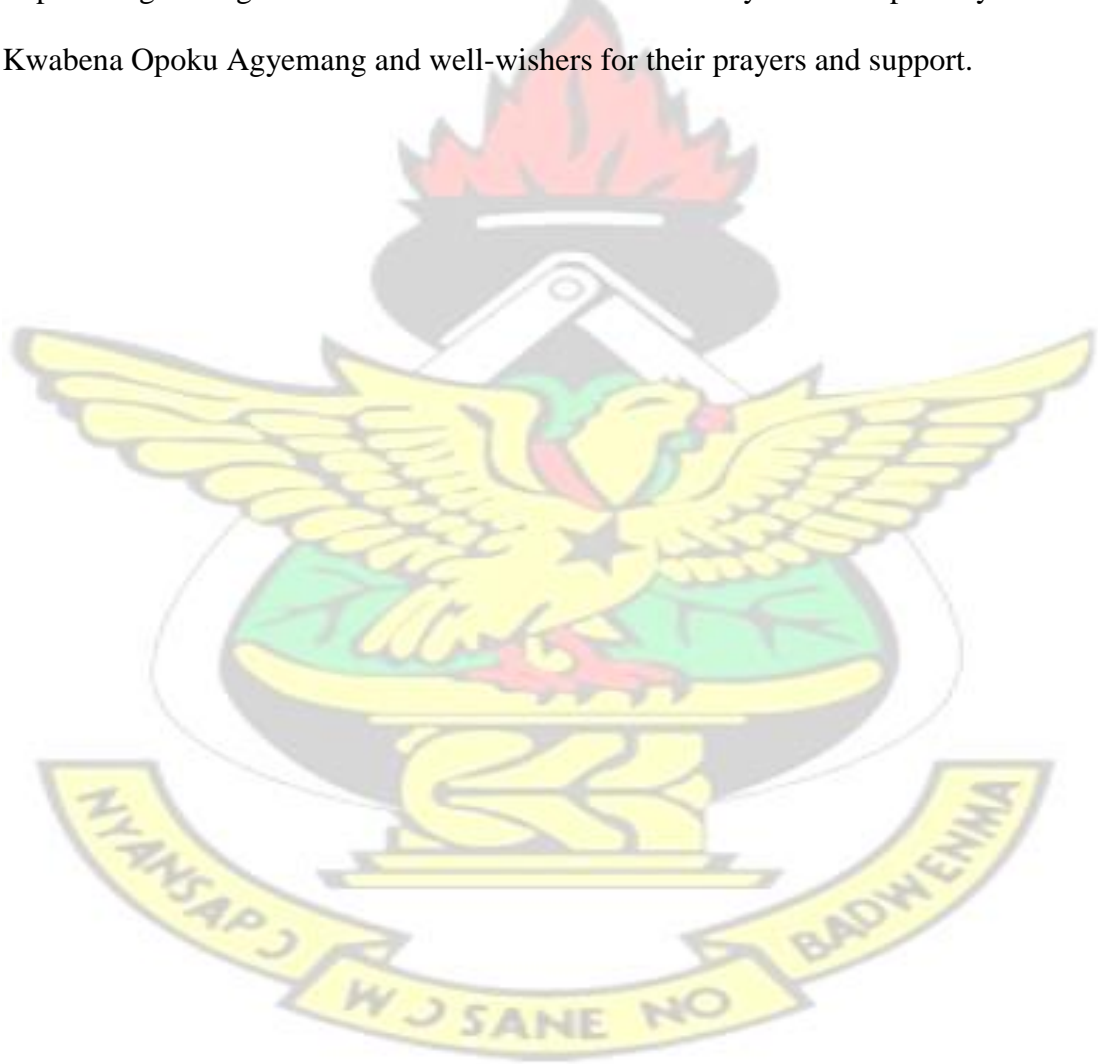 Kwabena Opoku Agyemang and well-wishers for their prayers and support.
NYANSAPƆ
WƆSANE NO
BADWENMA